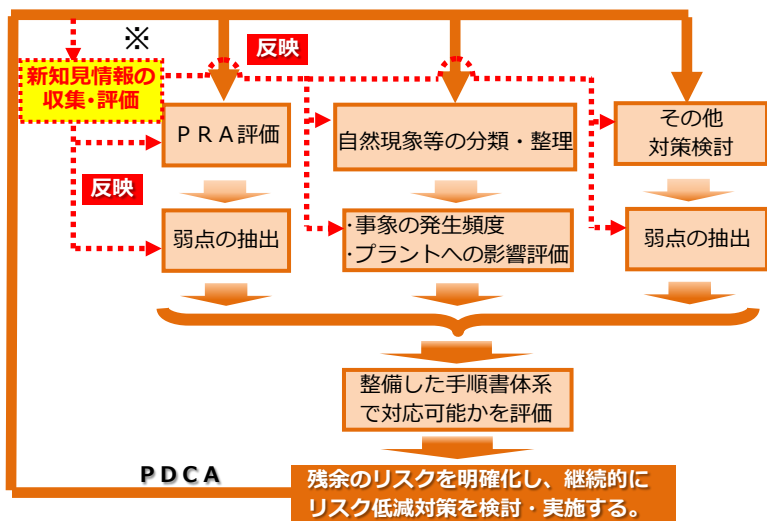 ※
反映
新知見情報の
収集･評価
ＰＲＡ評価
自然現象等の分類・整理
その他
対策検討
反映
弱点の抽出
･事象の発生頻度
･プラントへの影響評価
弱点の抽出
整備した手順書体系
で対応可能かを評価
ＰＤＣＡ
残余のリスクを明確化し、継続的に
リスク低減対策を検討・実施する。